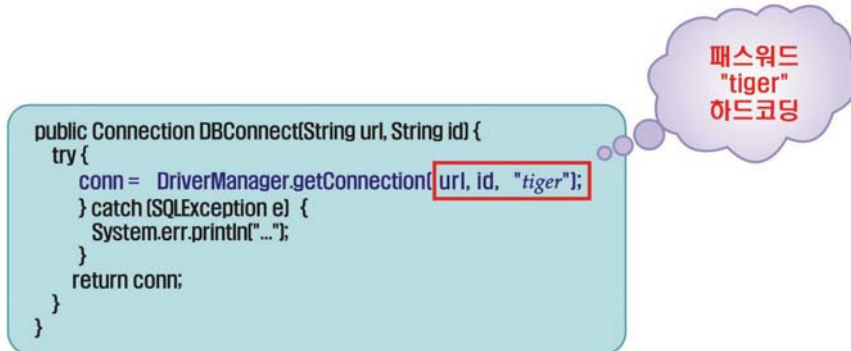 패스워드
"tiger"
하드코딩
public Connection DBConnect(String url, String id) {
try {
conn = DriverManager.getConnection( url, id, "tiger");
} catch (SQLException e) {
System.err.println("...");
}
return conn;
}
}